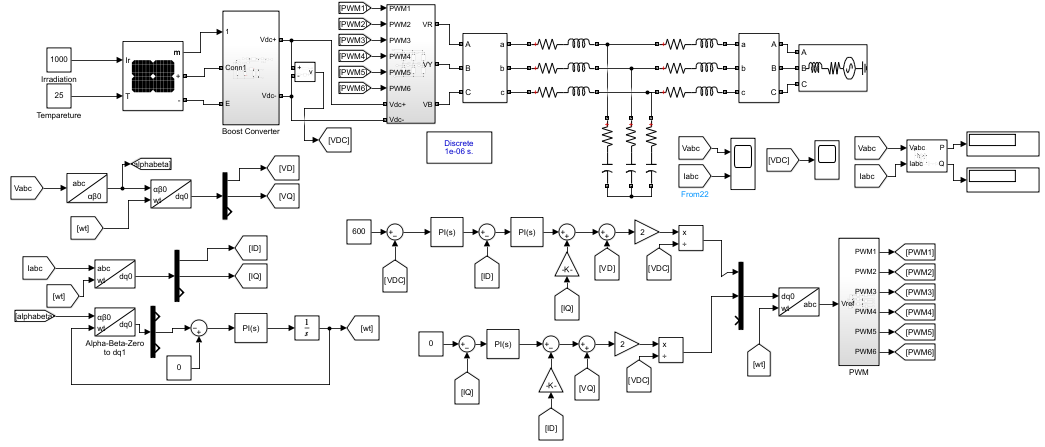 1000
Irradiation
25
Tempareture
Ir
T
m
+
-
1
Conn1
E
Vdc+
Vdc-
Boost Converter
+
-
v
[VDC]
[PWM1]
[PWM2]
[PWM3]
[PWM4]
[PWM5]
[PWM6]
PWM1
PWM2
PWM3
PWM4
PWM5
PWM6
Vdc+
Vdc-
VR
VY
VB
A
B
C
a
b
c
a
b
c
A
B
C
A
B
C
Discrete
1e-06 s.
Vabc
Iabc
From22
[VDC]
Vabc
Iabc
Vabc
Iabc
P
Q
Vabc
abc
αβ0
[alphabeta]
[wt]
αβ0
wt
dq0
[VD]
[VQ]
Iabc
[wt]
abc
wt
dq0
[ID]
[IQ]
[alphabeta]
αβ0
wt
dq0
Alpha-Beta-Zero
to dq1
0
PI(s)
1
s
[wt]
600
[VDC]
PI(s)
[ID]
PI(s)
-K-
[IQ]
[VD]
2
[VDC]
x
÷
0
[IQ]
PI(s)
-K-
[ID]
[VQ]
2
[VDC]
x
÷
dq0
wt
abc
[wt]
Vref
PWM1
PWM2
PWM3
PWM4
PWM5
PWM6
PWM
[PWM1]
[PWM2]
[PWM3]
[PWM4]
[PWM5]
[PWM6]